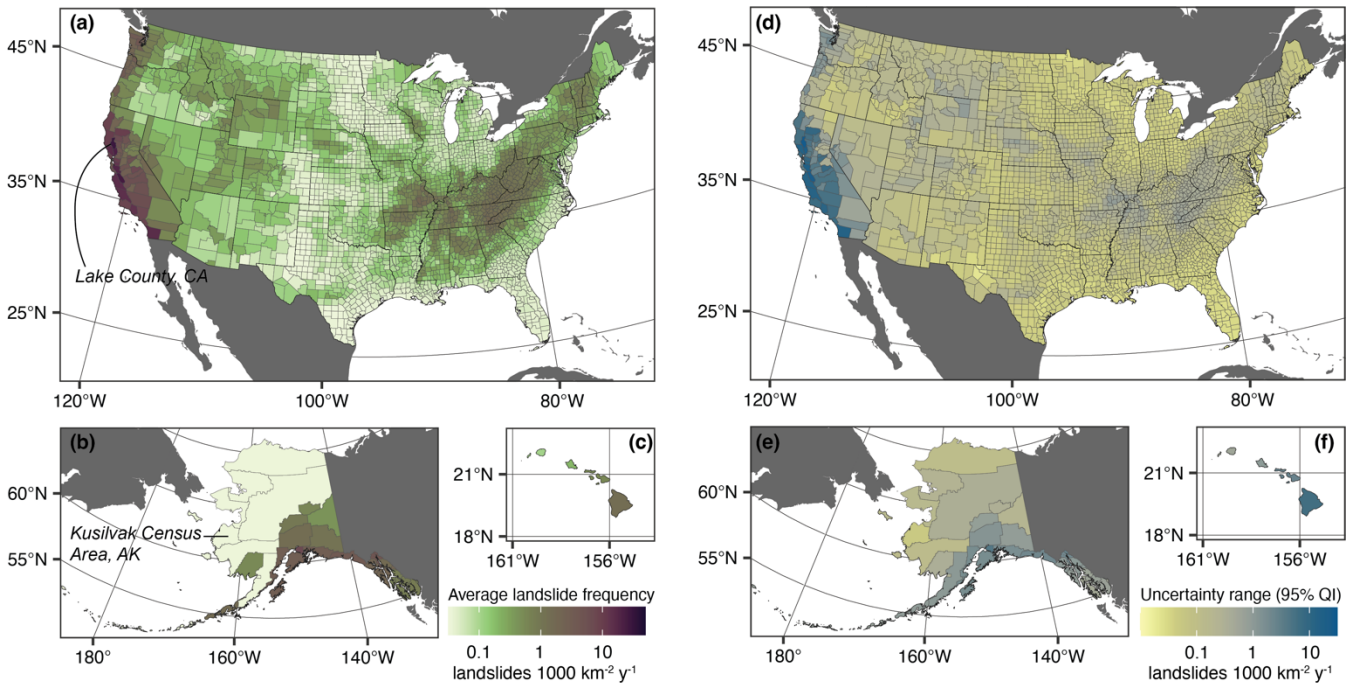 (a)
45°N
35°N
25°N
Lake County, CA
120°W
100°W
80°W
(d)
45°N
35°N
25°N
120°W
100°W
80°W
(b)
60°N
55°N
Kusilvak Census
Area, AK
180°
160°W
140°W
(c)
21°N
18°N
161°W
156°W
Average landslide frequency
0.1
1
10
landslides 1000 km⁻² y⁻¹
(e)
60°N
55°N
180°
160°W
140°W
(f)
21°N
18°N
161°W
156°W
Uncertainty range (95% QI)
0.1
1
10
landslides 1000 km⁻² y⁻¹